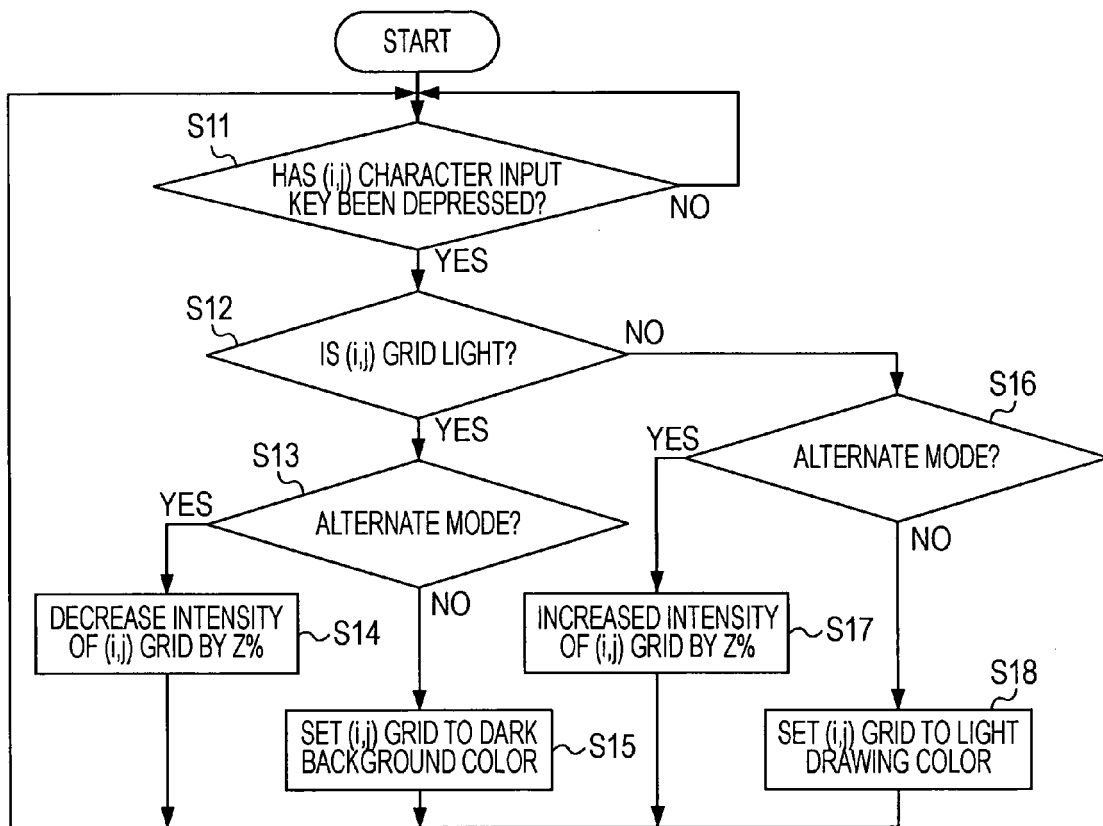 START
S11
HAS (i,j) CHARACTER INPUT
KEY BEEN DEPRESSED?
NO
YES
S12
IS (i,j) GRID LIGHT?
NO
YES
S16
ALTERNATE MODE?
YES
NO
S13
ALTERNATE MODE?
YES
NO
DECREASE INTENSITY
OF (i,j) GRID BY Z%
S14
INCREASED INTENSITY
OF (i,j) GRID BY Z%
S17
SET (i,j) GRID TO DARK
BACKGROUND COLOR
S15
S18
SET (i,j) GRID TO LIGHT
DRAWING COLOR